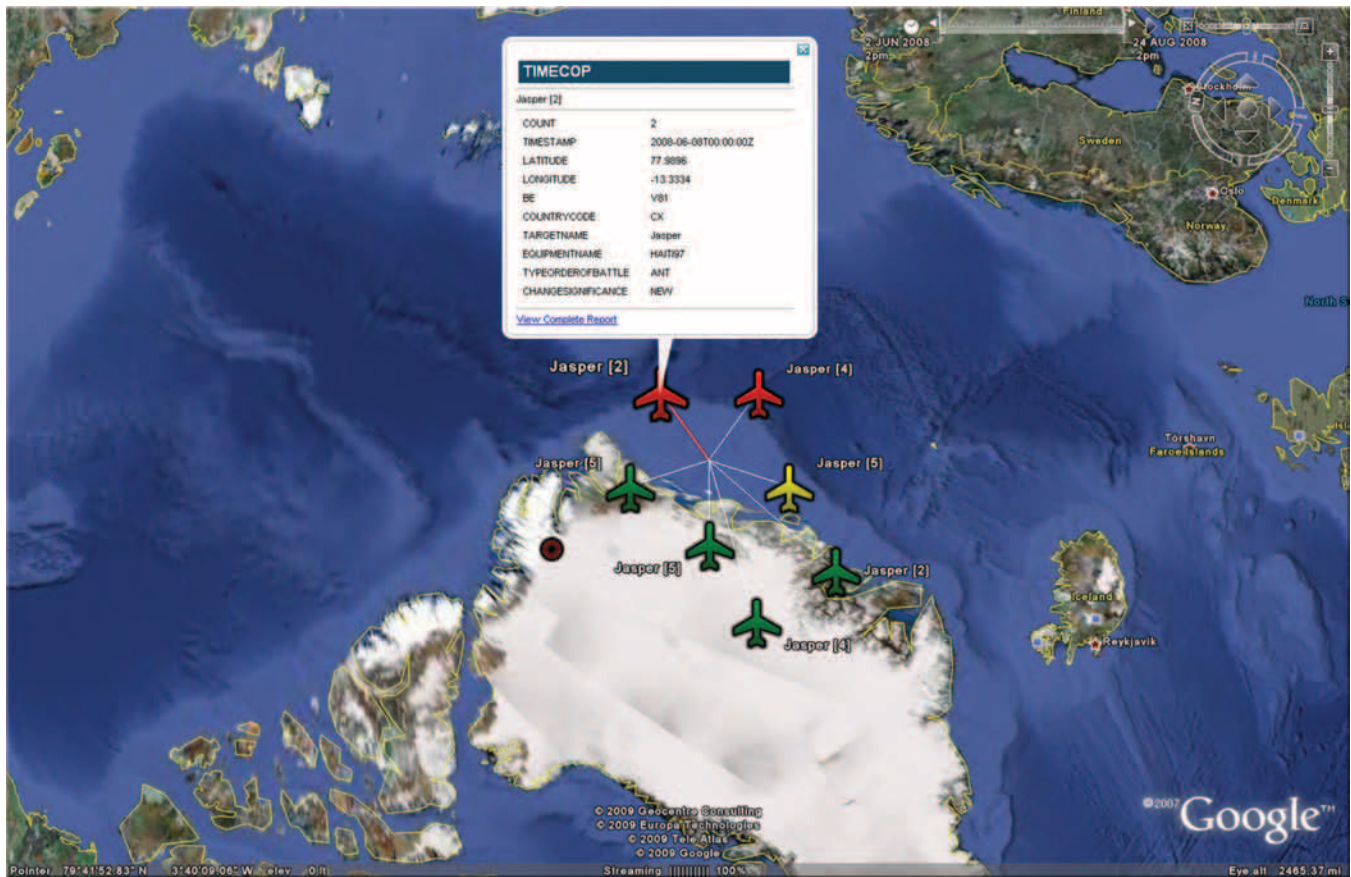 Finland
2 JUN 2008
2pm
24 AUG 2008
2pm
Stockholm
N
Sweden
Oslo
Denmark
Norway
TIMECOP
Jasper [2]
COUNT 2
TIMESTAMP 2008-06-08T00:00:00Z
LATITUDE 77.9896
LONGITUDE -13.3334
BE V81
COUNTRYCODE CX
TARGETNAME Jasper
EQUIPMENTNAME HAITI97
TYPEORDEROFBATTLE ANT
CHANGESIGNIFICANCE NEW
View Complete Report
North S
Jasper [2]
Jasper [4]
Jasper [5]
Jasper [5]
Tórshavn
Faroe Islands
Jasper [5]
Jasper [2]
Iceland
Reykjavik
Jasper [4]
© 2009 Geocentre Consulting
© 2009 Europa Technologies
© 2009 Tele Atlas
© 2009 Google
©2007 Google™
Pointer 79°41'52.83" N 3°40'09.06" W elev 0 ft Streaming |||||||||| 100% Eye alt 2465.37 mi